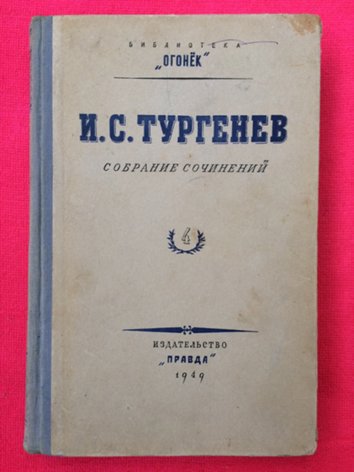 БИБЛИОТЕКА
„ОГОНЁК“
И.С. ТУРГЕНЕВ
СОБРАНИЕ СОЧИНЕНИЙ
4
ИЗДАТЕЛЬСТВО
„ПРАВДА“
1949